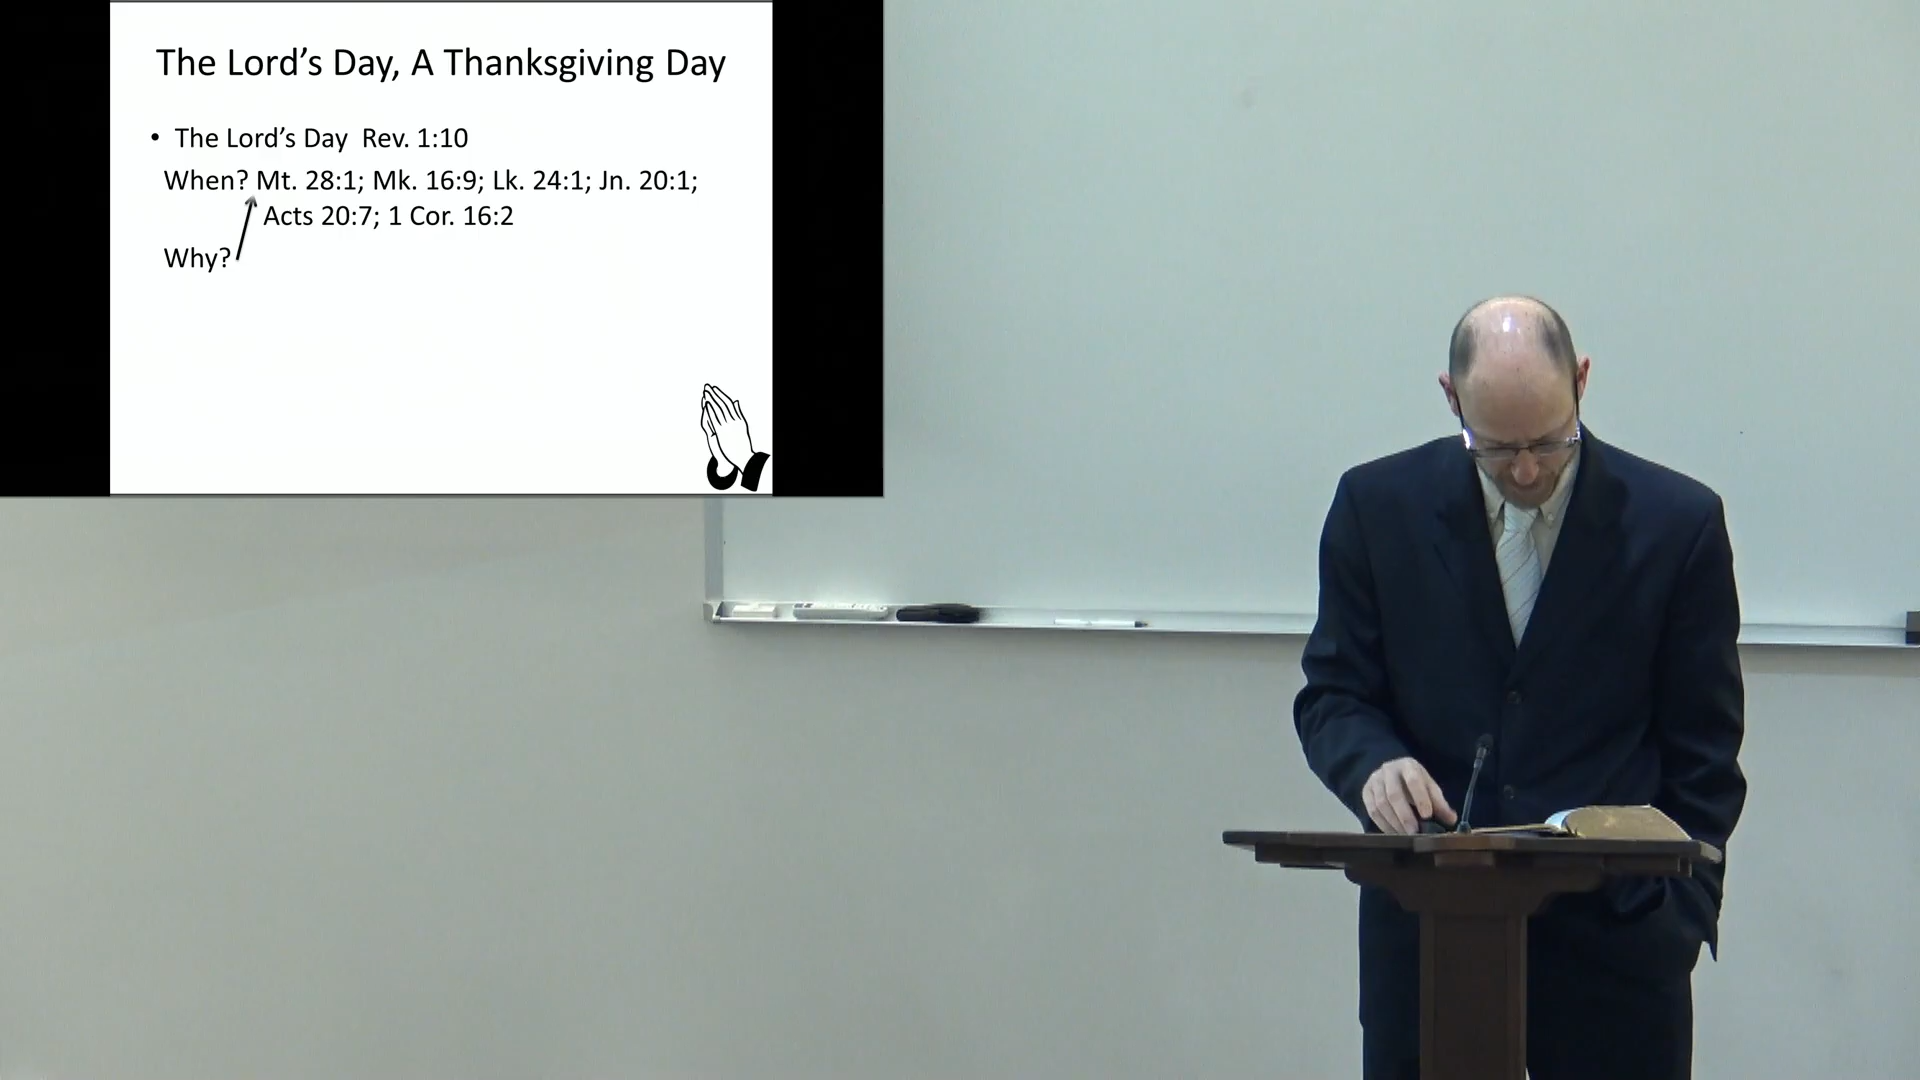 The Lord’s Day, A Thanksgiving Day
• The Lord’s Day  Rev. 1:10
When? Mt. 28:1; Mk. 16:9; Lk. 24:1; Jn. 20:1;
Acts 20:7; 1 Cor. 16:2
Why?